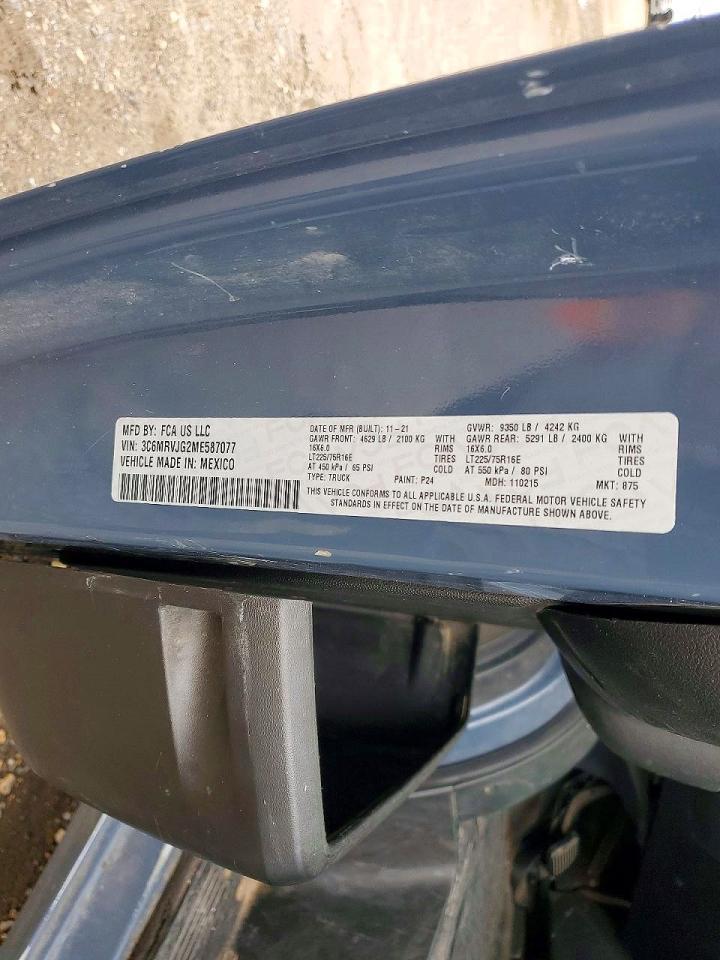 MFD BY: FCA US LLC
VIN: 3C6MRVJG2ME587077
VEHICLE MADE IN: MEXICO
DATE OF MFR (BUILT): 11-21
GAWR FRONT: 4629 LB / 2100 KG WITH
16X6.0 RIMS
LT225/75R16E TIRES
AT 450 kPa / 65 PSI COLD
TYPE: TRUCK PAINT: P24
GVWR: 9350 LB / 4242 KG
GAWR REAR: 5291 LB / 2400 KG WITH
16X6.0 RIMS
LT225/75R16E TIRES
AT 550 kPa / 80 PSI COLD
MDH: 110215 MKT: 875
THIS VEHICLE CONFORMS TO ALL APPLICABLE U.S.A. FEDERAL MOTOR VEHICLE SAFETY
STANDARDS IN EFFECT ON THE DATE OF MANUFACTURE SHOWN ABOVE.